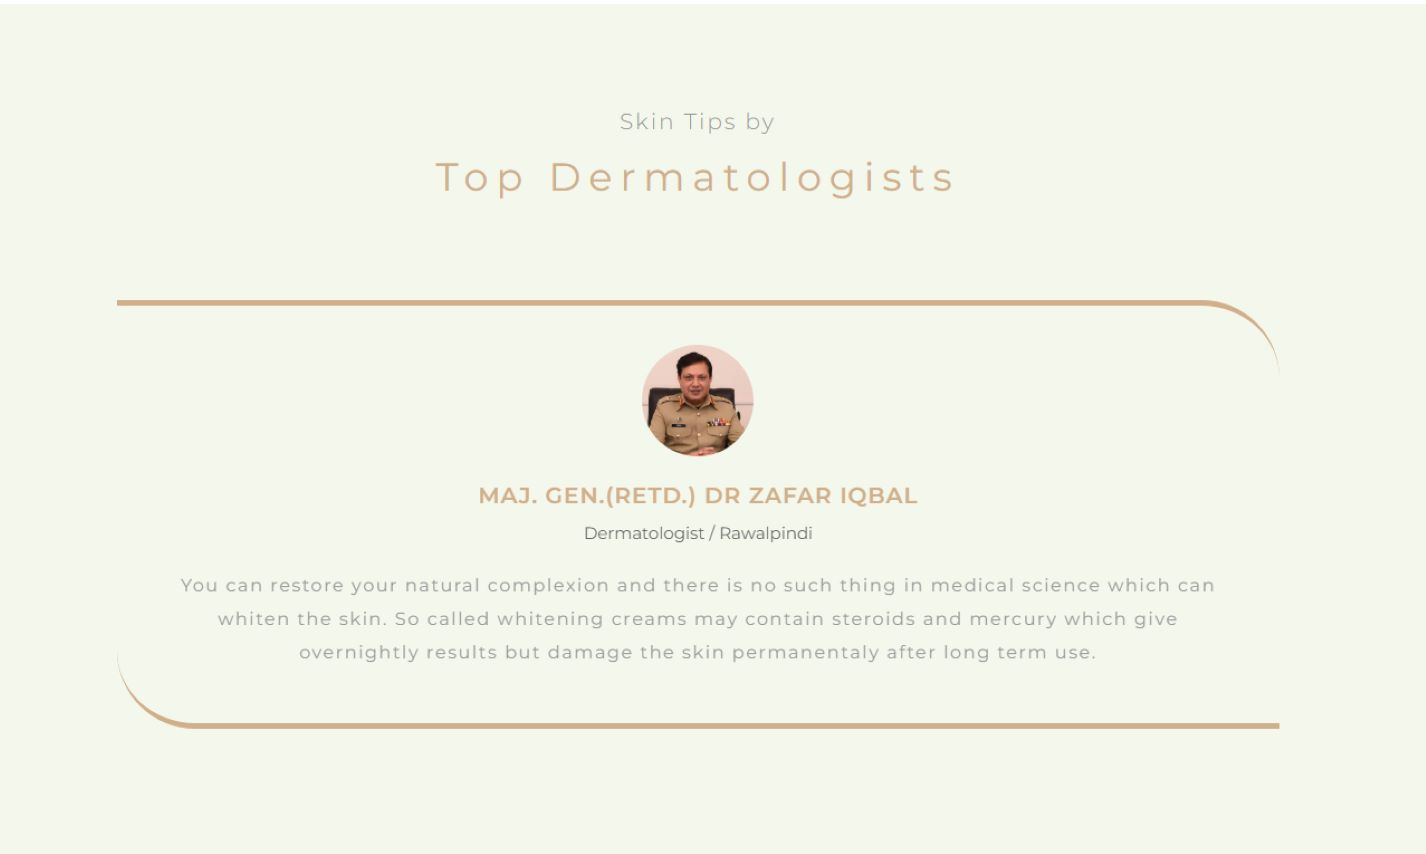 Skin Tips by
Top Dermatologists
MAJ. GEN.(RETD.) DR ZAFAR IQBAL
Dermatologist / Rawalpindi
You can restore your natural complexion and there is no such thing in medical science which can
whiten the skin. So called whitening creams may contain steroids and mercury which give
overnightly results but damage the skin permanentaly after long term use.